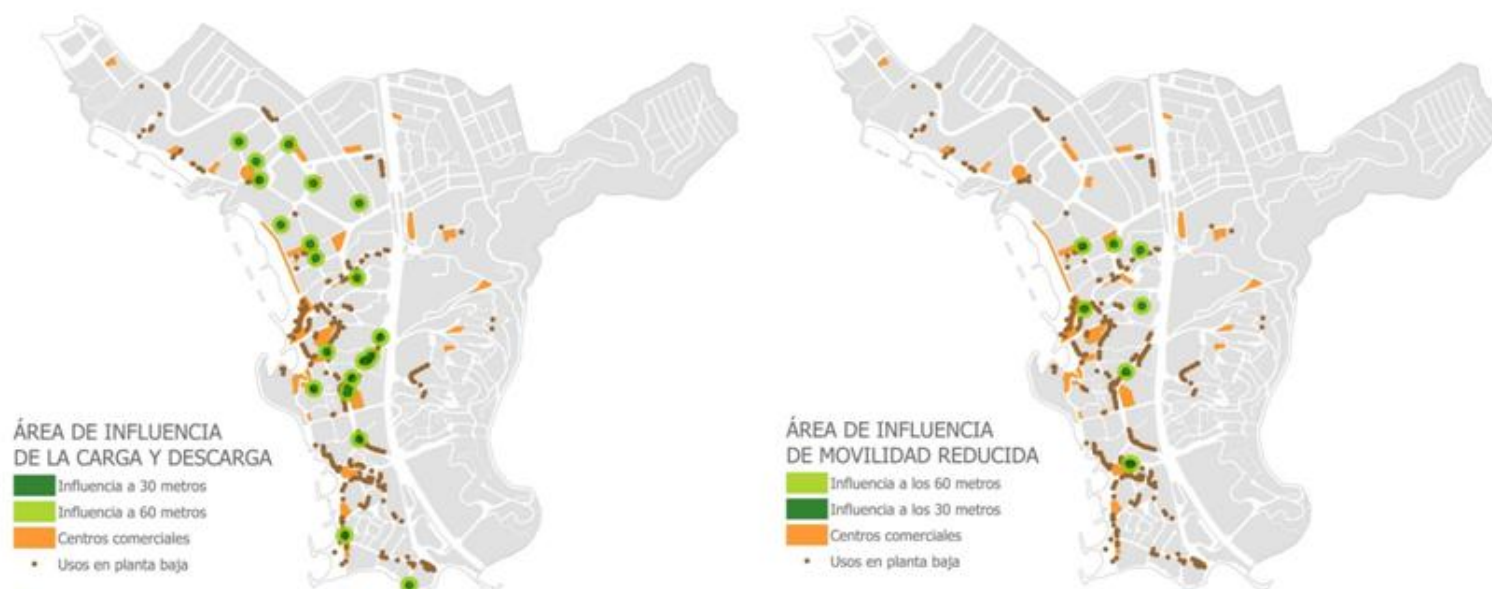 ÁREA DE INFLUENCIA
DE LA CARGA Y DESCARGA
Influencia a 30 metros
Influencia a 60 metros
Centros comerciales
Usos en planta baja
ÁREA DE INFLUENCIA
DE MOVILIDAD REDUCIDA
Influencia a los 60 metros
Influencia a los 30 metros
Centros comerciales
Usos en planta baja